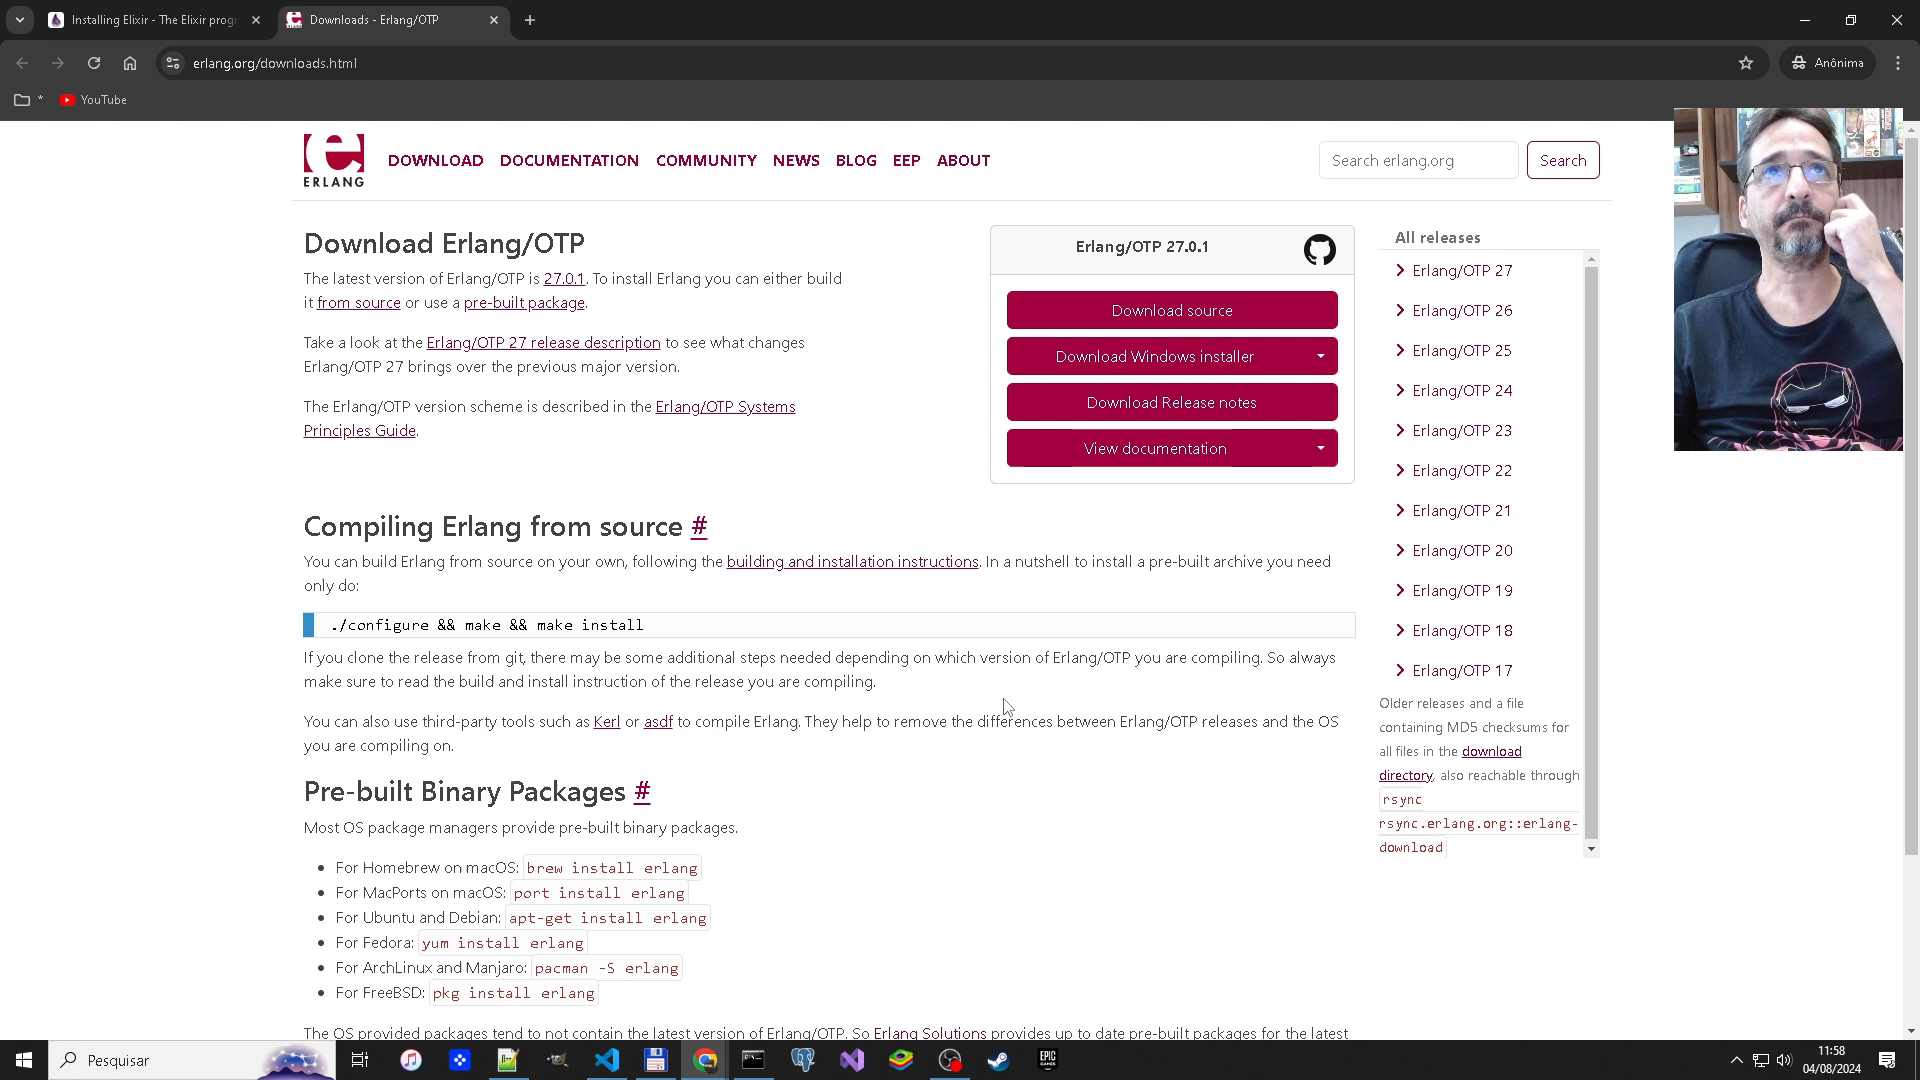 Installing Elixir - The Elixir progr
Downloads - Erlang/OTP
erlang.org/downloads.html
Anônima
*
YouTube
ERLANG
DOWNLOAD DOCUMENTATION COMMUNITY NEWS BLOG EEP ABOUT
Search erlang.org
Search
Download Erlang/OTP
The latest version of Erlang/OTP is 27.0.1. To install Erlang you can either build
it from source or use a pre-built package.
Take a look at the Erlang/OTP 27 release description to see what changes
Erlang/OTP 27 brings over the previous major version.
The Erlang/OTP version scheme is described in the Erlang/OTP Systems
Principles Guide.
Erlang/OTP 27.0.1
Download source
Download Windows installer
Download Release notes
View documentation
Compiling Erlang from source #
You can build Erlang from source on your own, following the building and installation instructions. In a nutshell to install a pre-built archive you need
only do:
./configure && make && make install
If you clone the release from git, there may be some additional steps needed depending on which version of Erlang/OTP you are compiling. So always
make sure to read the build and install instruction of the release you are compiling.
You can also use third-party tools such as Kerl or asdf to compile Erlang. They help to remove the differences between Erlang/OTP releases and the OS
you are compiling on.
Pre-built Binary Packages #
Most OS package managers provide pre-built binary packages.
For Homebrew on macOS: brew install erlang
For MacPorts on macOS: port install erlang
For Ubuntu and Debian: apt-get install erlang
For Fedora: yum install erlang
For ArchLinux and Manjaro: pacman -S erlang
For FreeBSD: pkg install erlang
The OS provided packages tend to not contain the latest version of Erlang/OTP. So Erlang Solutions provides up to date pre-built packages for the latest
All releases
Erlang/OTP 27
Erlang/OTP 26
Erlang/OTP 25
Erlang/OTP 24
Erlang/OTP 23
Erlang/OTP 22
Erlang/OTP 21
Erlang/OTP 20
Erlang/OTP 19
Erlang/OTP 18
Erlang/OTP 17
Older releases and a file
containing MD5 checksums for
all files in the download
directory, also reachable through
rsync
rsync.erlang.org::erlang-
download
Pesquisar
EPIC
GAMES
11:58
04/08/2024